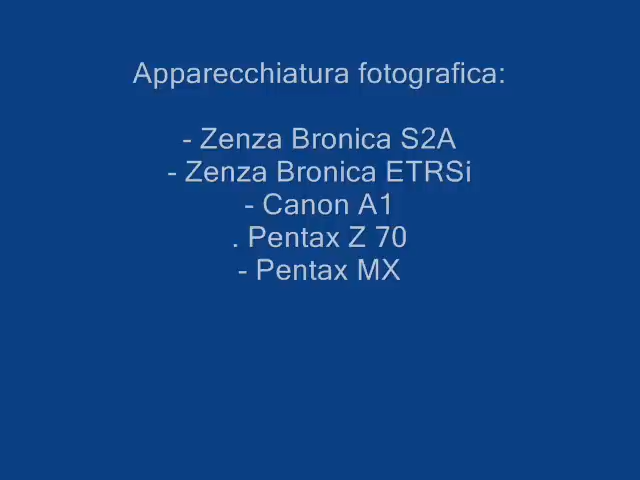 Apparecchiatura fotografica:
- Zenza Bronica S2A
- Zenza Bronica ETRSi
- Canon A1
. Pentax Z 70
- Pentax MX